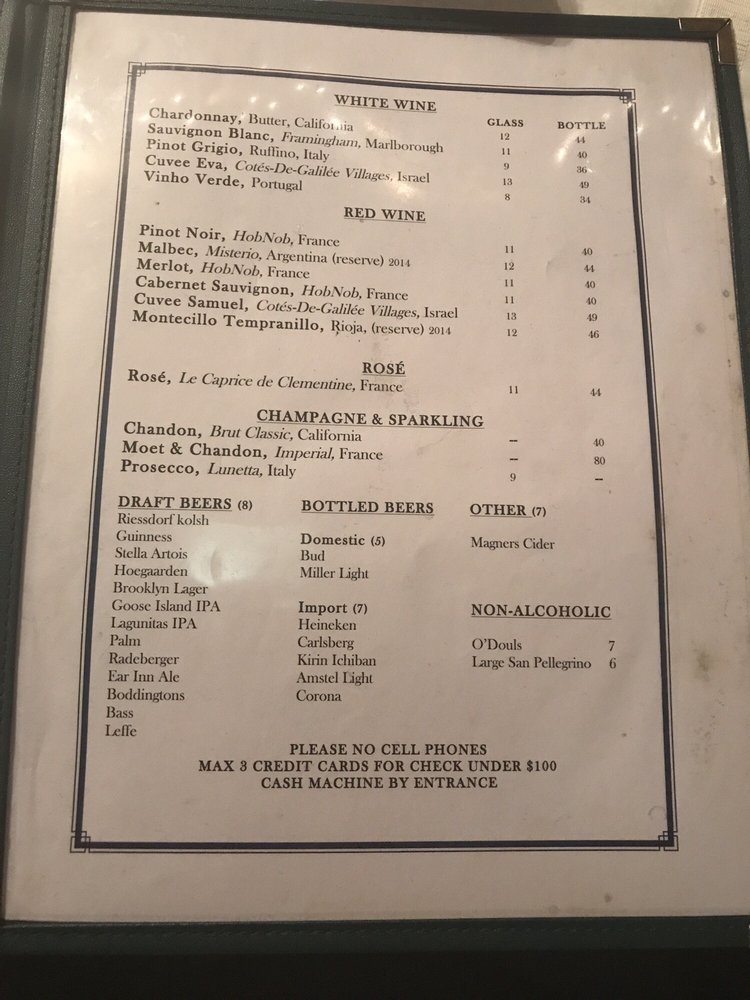 WHITE WINE
GLASS BOTTLE
Chardonnay, Butter, California 12 44
Sauvignon Blanc, Framingham, Marlborough 11 40
Pinot Grigio, Ruffino, Italy 9 36
Cuvee Eva, Cotés-De-Galilée Villages, Israel 13 49
Vinho Verde, Portugal 8 34
RED WINE
Pinot Noir, HobNob, France 11 40
Malbec, Misterio, Argentina (reserve) 2014 12 44
Merlot, HobNob, France 11 40
Cabernet Sauvignon, HobNob, France 11 40
Cuvee Samuel, Cotés-De-Galilée Villages, Israel 13 49
Montecillo Tempranillo, Rioja, (reserve) 2014 12 46
ROSÉ
Rosé, Le Caprice de Clementine, France 11 44
CHAMPAGNE & SPARKLING
Chandon, Brut Classic, California -- 40
Moet & Chandon, Imperial, France -- 80
Prosecco, Lunetta, Italy 9 --
DRAFT BEERS (8)
Riessdorf kolsh
Guinness
Stella Artois
Hoegaarden
Brooklyn Lager
Goose Island IPA
Lagunitas IPA
Palm
Radeberger
Ear Inn Ale
Boddingtons
Bass
Leffe
BOTTLED BEERS
Domestic (5)
Bud
Miller Light
Import (7)
Heineken
Carlsberg
Kirin Ichiban
Amstel Light
Corona
OTHER (7)
Magners Cider
NON-ALCOHOLIC
O'Douls 7
Large San Pellegrino 6
PLEASE NO CELL PHONES
MAX 3 CREDIT CARDS FOR CHECK UNDER $100
CASH MACHINE BY ENTRANCE